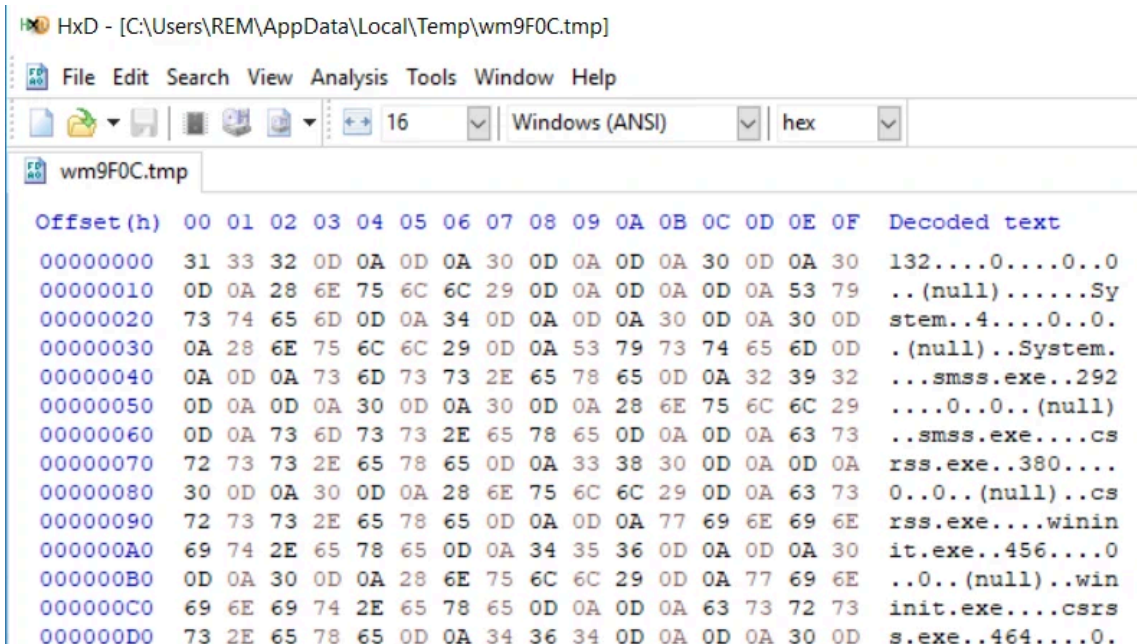 HxD - [C:\Users\REM\AppData\Local\Temp\wm9F0C.tmp]
File Edit Search View Analysis Tools Window Help
16 Windows (ANSI) hex
wm9F0C.tmp
Offset(h) 00 01 02 03 04 05 06 07 08 09 0A 0B 0C 0D 0E 0F Decoded text
00000000 31 33 32 0D 0A 0D 0A 30 0D 0A 0D 0A 30 0D 0A 30 132....0....0..0
00000010 0D 0A 28 6E 75 6C 6C 29 0D 0A 0D 0A 0D 0A 53 79 ..(null)......Sy
00000020 73 74 65 6D 0D 0A 34 0D 0A 0D 0A 30 0D 0A 30 0D stem..4....0..0.
00000030 0A 28 6E 75 6C 6C 29 0D 0A 53 79 73 74 65 6D 0D .(null)..System.
00000040 0A 0D 0A 73 6D 73 73 2E 65 78 65 0D 0A 32 39 32 ...smss.exe..292
00000050 0D 0A 0D 0A 30 0D 0A 30 0D 0A 28 6E 75 6C 6C 29 ....0..0..(null)
00000060 0D 0A 73 6D 73 73 2E 65 78 65 0D 0A 0D 0A 63 73 ..smss.exe....cs
00000070 72 73 73 2E 65 78 65 0D 0A 33 38 30 0D 0A 0D 0A rss.exe..380....
00000080 30 0D 0A 30 0D 0A 28 6E 75 6C 6C 29 0D 0A 63 73 0..0..(null)..cs
00000090 72 73 73 2E 65 78 65 0D 0A 0D 0A 77 69 6E 69 6E rss.exe....winin
000000A0 69 74 2E 65 78 65 0D 0A 34 35 36 0D 0A 0D 0A 30 it.exe..456....0
000000B0 0D 0A 30 0D 0A 28 6E 75 6C 6C 29 0D 0A 77 69 6E ..0..(null)..win
000000C0 69 6E 69 74 2E 65 78 65 0D 0A 0D 0A 63 73 72 73 init.exe....csrs
000000D0 73 2E 65 78 65 0D 0A 34 36 34 0D 0A 0D 0A 30 0D s.exe..464....0.